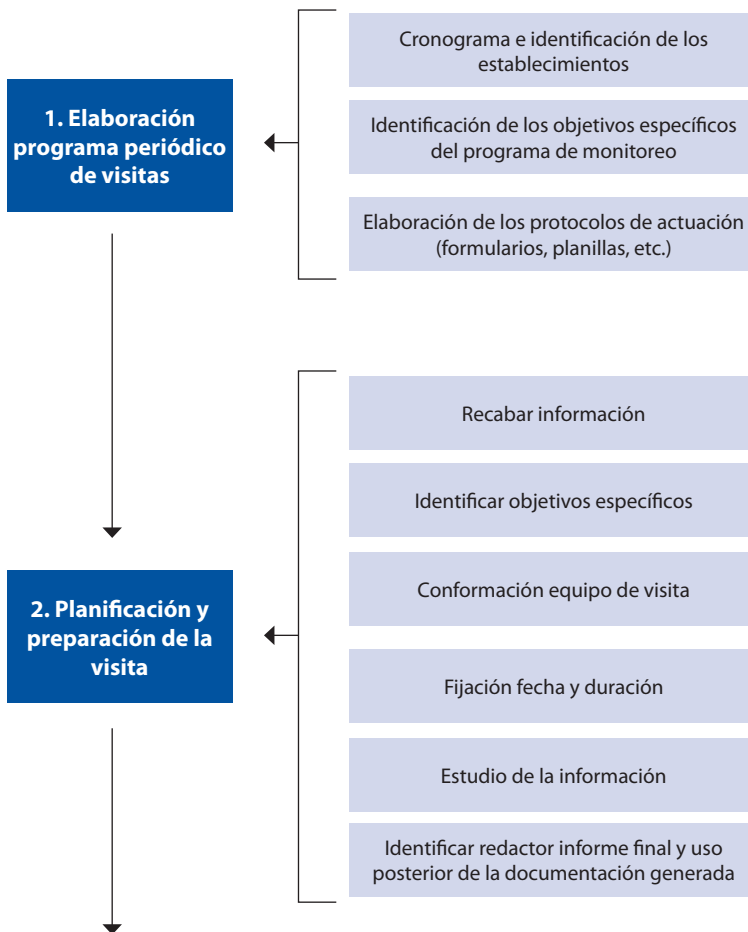 1. Elaboración
programa periódico
de visitas
Cronograma e identificación de los
establecimientos
Identificación de los objetivos específicos
del programa de monitoreo
Elaboración de los protocolos de actuación
(formularios, planillas, etc.)
2. Planificación y
preparación de la
visita
Recabar información
Identificar objetivos específicos
Conformación equipo de visita
Fijación fecha y duración
Estudio de la información
Identificar redactor informe final y uso
posterior de la documentación generada